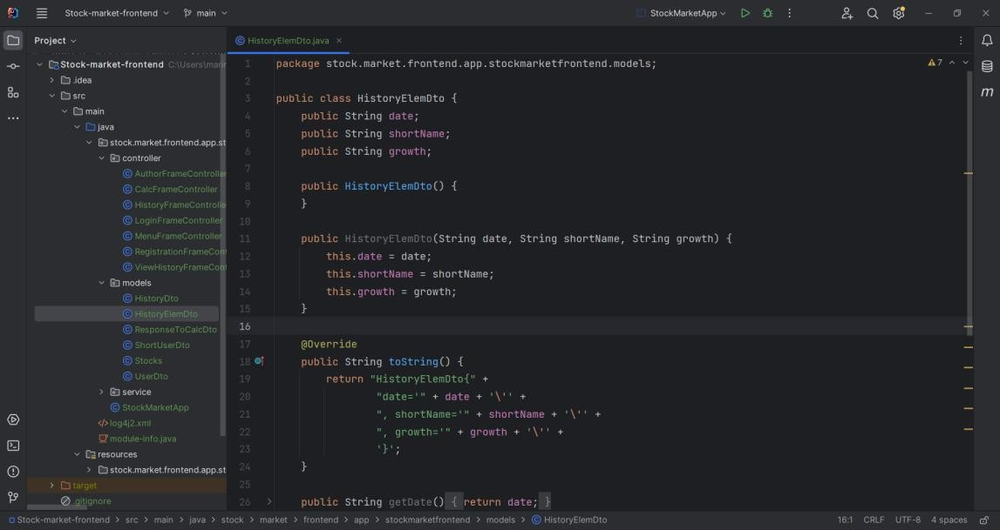 Stock-market-frontend main StockMarketApp
Project
HistoryElemDto.java
Stock-market-frontend C:\Users\marir
.idea
src
main
java
stock.market.frontend.app.st
controller
AuthorFrameController
CalcFrameController
HistoryFrameControlle
LoginFrameController
MenuFrameController
RegistrationFrameCont
ViewHistoryFrameCont
models
HistoryDto
HistoryElemDto
ResponseToCalcDto
ShortUserDto
Stocks
UserDto
service
StockMarketApp
log4j2.xml
module-info.java
resources
stock.market.frontend.app.st
target
.gitignore
7
1 package stock.market.frontend.app.stockmarketfrontend.models;
2
3 public class HistoryElemDto {
4 public String date;
5 public String shortName;
6 public String growth;
7
8 public HistoryElemDto() {
9 }
10
11 public HistoryElemDto(String date, String shortName, String growth) {
12 this.date = date;
13 this.shortName = shortName;
14 this.growth = growth;
15 }
16
17 @Override
18 public String toString() {
19 return "HistoryElemDto{" +
20 "date='" + date + '\'' +
21 ", shortName='" + shortName + '\'' +
22 ", growth='" + growth + '\'' +
23 '}';
24 }
25
26 public String getDate() { return date; }
m
Stock-market-frontend > src > main > java > stock > market > frontend > app > stockmarketfrontend > models > HistoryElemDto 16:1 CRLF UTF-8 4 spaces